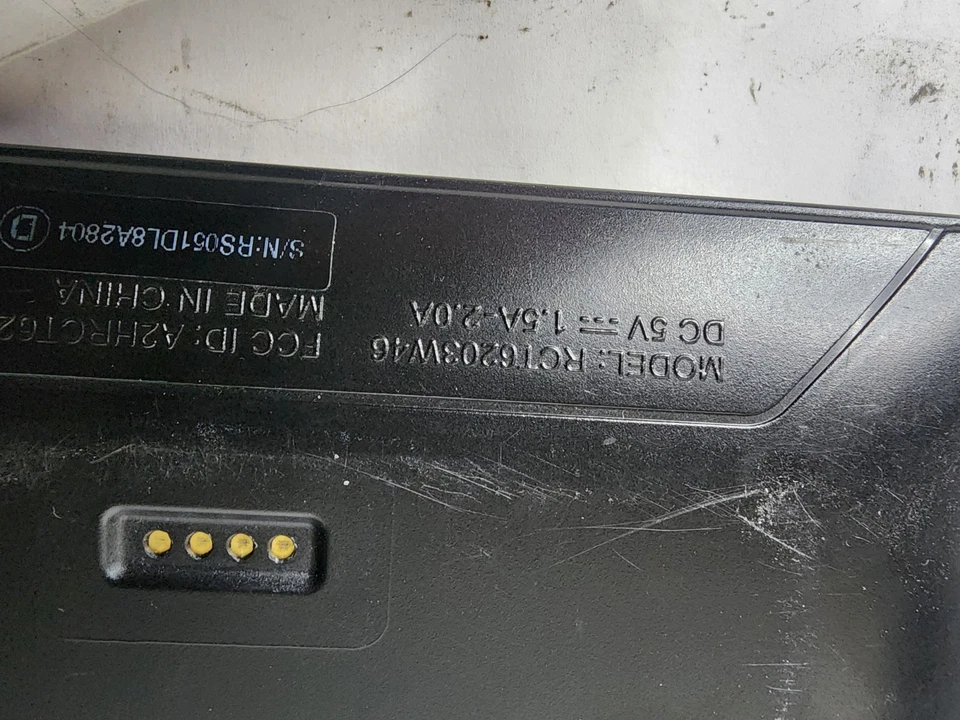 MODEL: RCT6203W46
DC 5V ⎓ 1.5A-2.0A
FCC ID: A2HRCT62
MADE IN CHINA
S/N:RS051DL8A2804
D